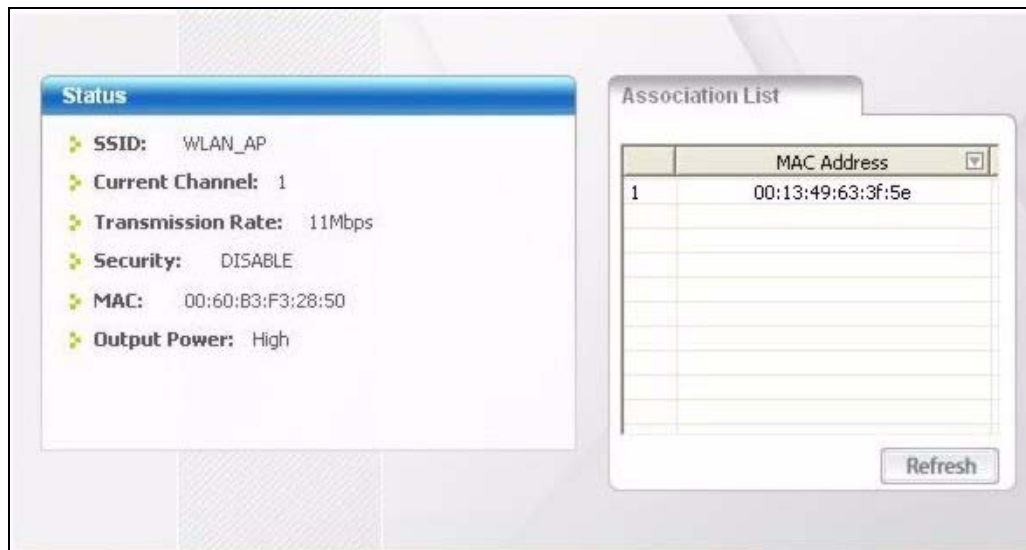 Status
SSID: WLAN_AP
Current Channel: 1
Transmission Rate: 11Mbps
Security: DISABLE
MAC: 00:60:B3:F3:28:50
Output Power: High
Association List
MAC Address
1 00:13:49:63:3f:5e
Refresh